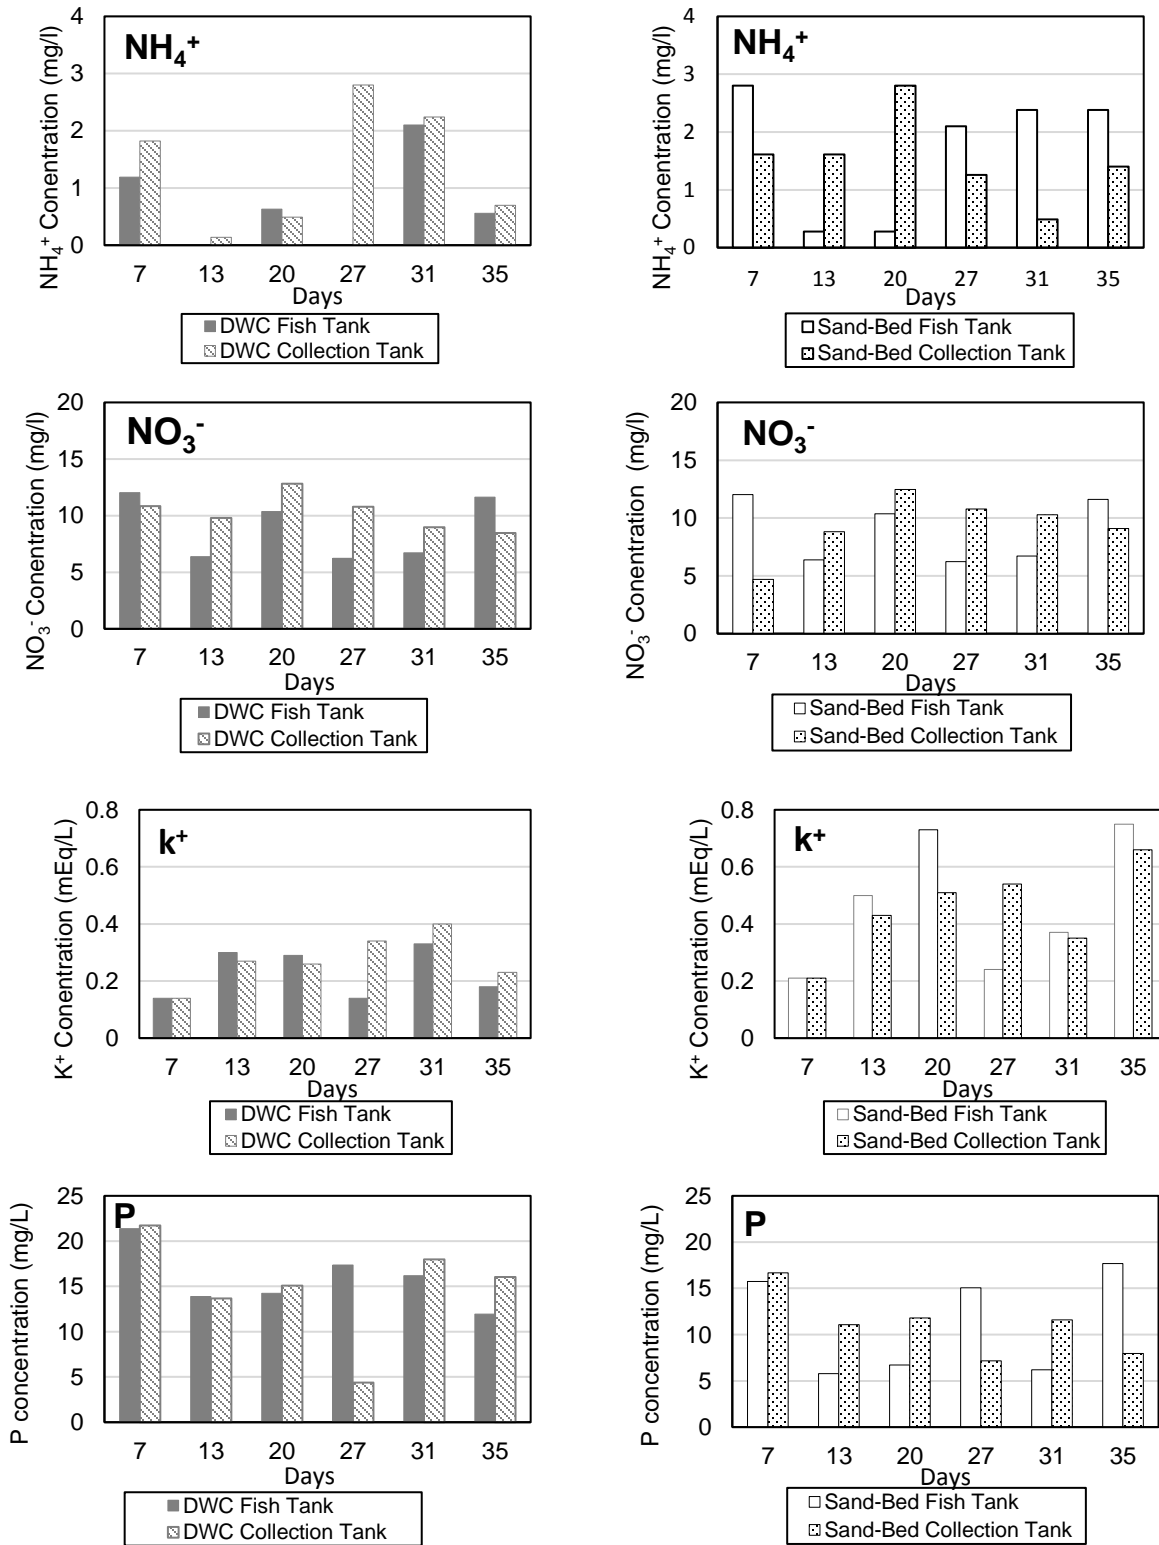 NH₄⁺
NH₄⁺ Conentration (mg/l)
4
3
2
1
0
7 13 20 27 31 35
Days
DWC Fish Tank
DWC Collection Tank
NH₄⁺
NH₄⁺ Conentration (mg/l)
4
3
2
1
0
7 13 20 27 31 35
Days
Sand-Bed Fish Tank
Sand-Bed Collection Tank
NO₃⁻
NO₃⁻ Conentration (mg/l)
20
15
10
5
0
7 13 20 27 31 35
Days
DWC Fish Tank
DWC Collection Tank
NO₃⁻
NO₃⁻ Conentration (mg/l)
20
15
10
5
0
7 13 20 27 31 35
Days
Sand-Bed Fish Tank
Sand-Bed Collection Tank
k⁺
K⁺ Conentration (mEq/L)
0.8
0.6
0.4
0.2
0
7 13 20 27 31 35
Days
DWC Fish Tank
DWC Collection Tank
k⁺
K⁺ Conentration (mEq/L)
0.8
0.6
0.4
0.2
0
7 13 20 27 31 35
Days
Sand-Bed Fish Tank
Sand-Bed Collection Tank
P
P concentration (mg/L)
25
20
15
10
5
0
7 13 20 27 31 35
Days
DWC Fish Tank
DWC Collection Tank
P
P concentration (mg/L)
25
20
15
10
5
0
7 13 20 27 31 35
Days
Sand-Bed Fish Tank
Sand-Bed Collection Tank